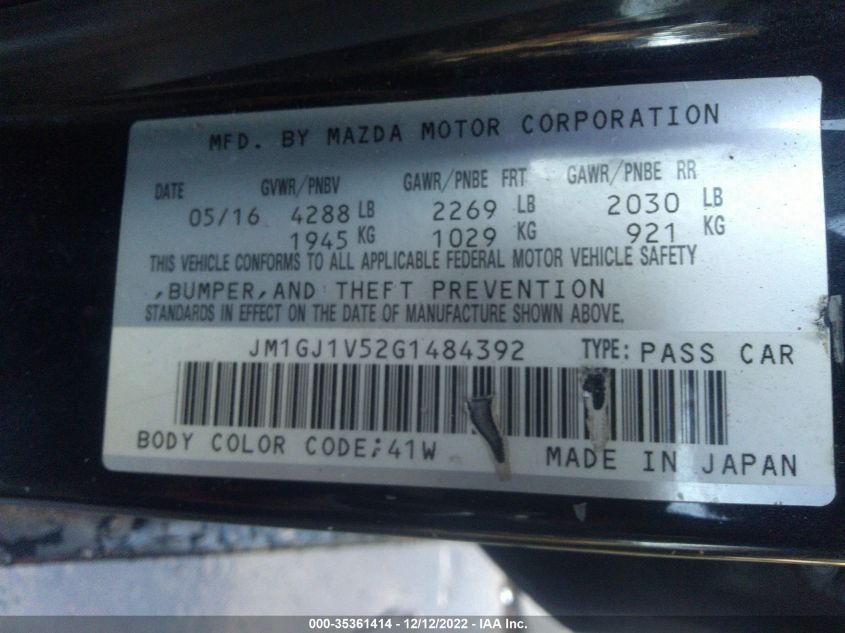 MFD. BY MAZDA MOTOR CORPORATION
DATE GVWR/PNBV GAWR/PNBE FRT GAWR/PNBE RR
05/16 4288 LB 2269 LB 2030 LB
1945 KG 1029 KG 921 KG
THIS VEHICLE CONFORMS TO ALL APPLICABLE FEDERAL MOTOR VEHICLE SAFETY
,BUMPER,AND THEFT PREVENTION
STANDARDS IN EFFECT ON THE DATE OF MANUFACTURE SHOWN ABOVE.
JM1GJ1V52G1484392 TYPE: PASS CAR
BODY COLOR CODE;41W MADE IN JAPAN
000-35361414 - 12/12/2022 - IAA Inc.